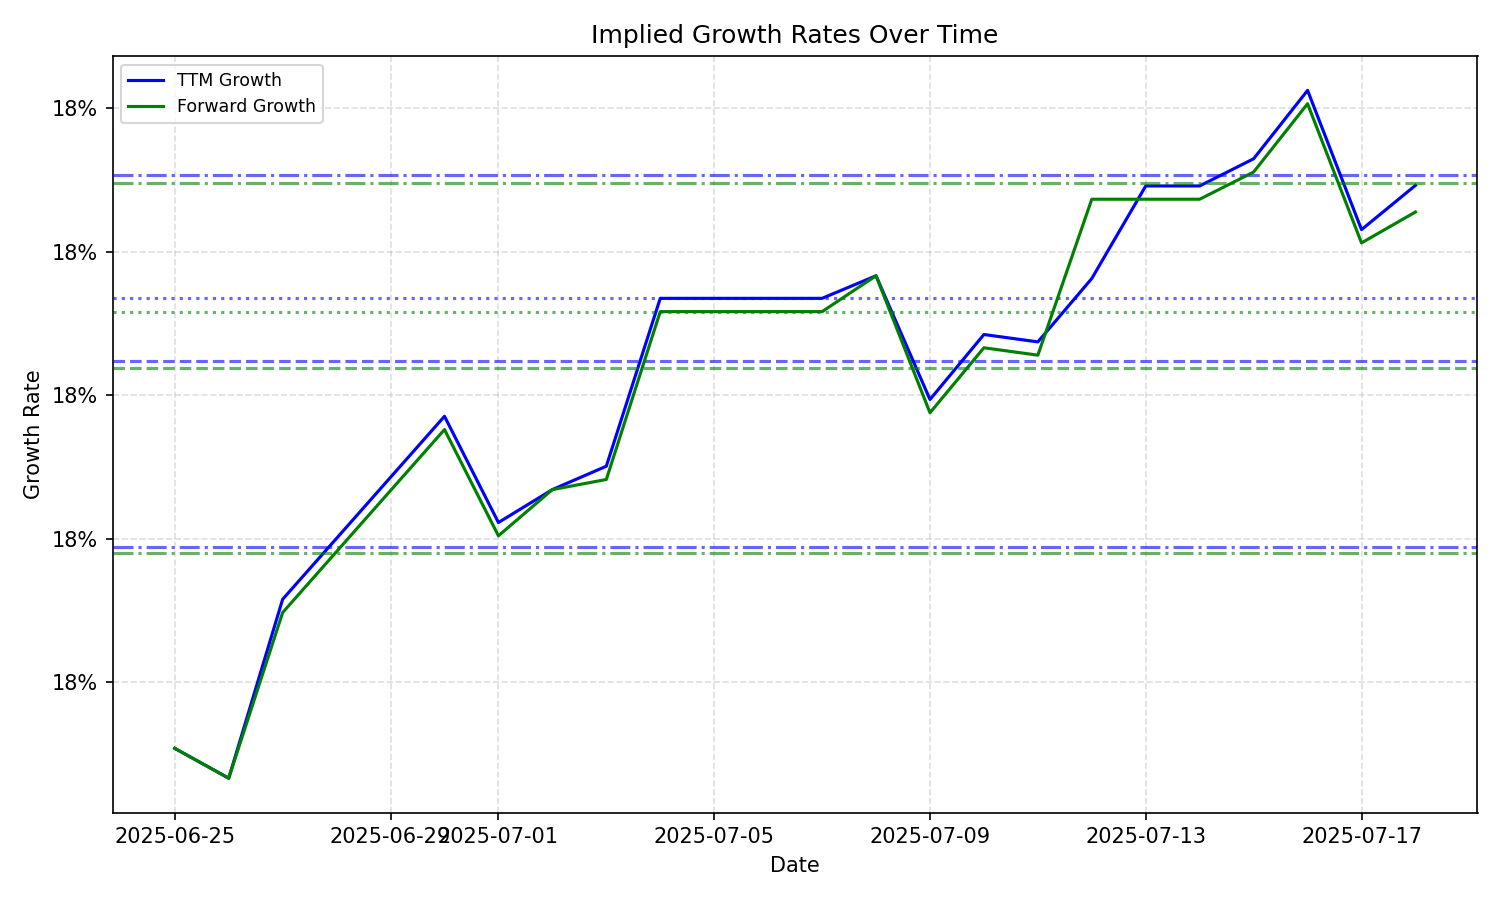 Implied Growth Rates Over Time
TTM Growth
Forward Growth
18%
18%
18%
18%
18%
Growth Rate
2025-06-25
2025-06-29
2025-07-01
2025-07-05
2025-07-09
2025-07-13
2025-07-17
Date